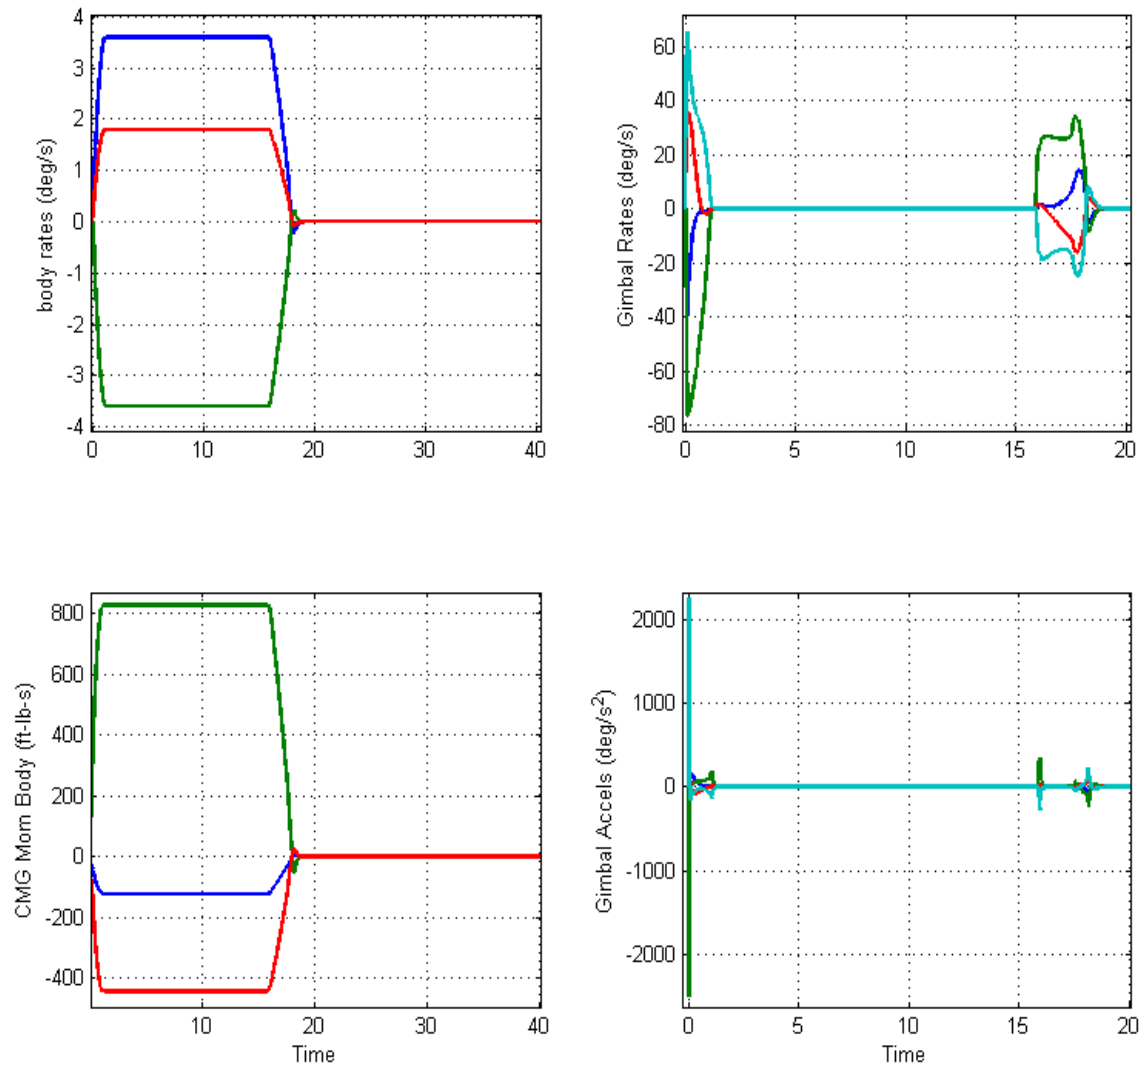 body rates (deg/s)
4
3
2
1
0
-1
-2
-3
-4
0 10 20 30 40
Gimbal Rates (deg/s)
60
40
20
0
-20
-40
-60
-80
0 5 10 15 20
CMG Mom Body (ft-lb-s)
800
600
400
200
0
-200
-400
10 20 30 40
Time
Gimbal Accels (deg/s²)
2000
1000
0
-1000
-2000
0 5 10 15 20
Time